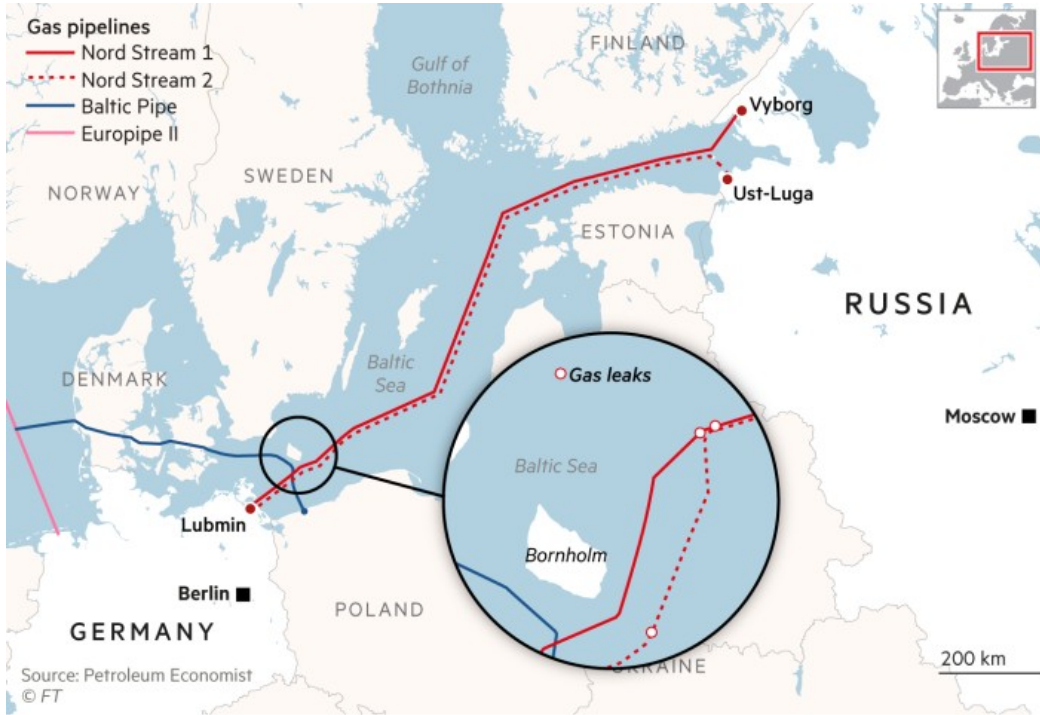 Gas pipelines
Nord Stream 1
Nord Stream 2
Baltic Pipe
Europipe II
FINLAND
Gulf of
Bothnia
Vyborg
NORWAY
SWEDEN
Ust-Luga
ESTONIA
RUSSIA
Baltic
Sea
DENMARK
Gas leaks
Moscow
Baltic Sea
Lubmin
Bornholm
Berlin
POLAND
GERMANY
UKRAINE
200 km
Source: Petroleum Economist
© FT